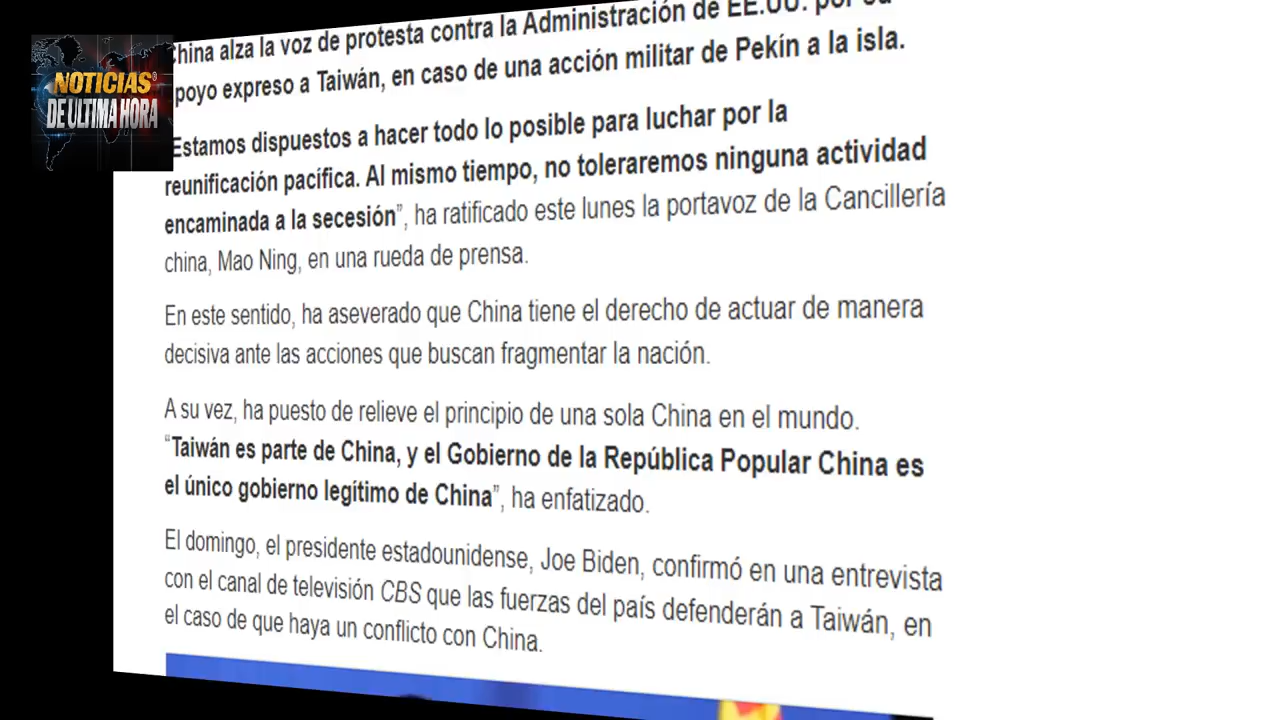 NOTICIAS
DE ULTIMA HORA
China alza la voz de protesta contra la Administración de EE.UU. por su
apoyo expreso a Taiwán, en caso de una acción militar de Pekín a la isla.
“Estamos dispuestos a hacer todo lo posible para luchar por la
reunificación pacífica. Al mismo tiempo, no toleraremos ninguna actividad
encaminada a la secesión”, ha ratificado este lunes la portavoz de la Cancillería
china, Mao Ning, en una rueda de prensa.
En este sentido, ha aseverado que China tiene el derecho de actuar de manera
decisiva ante las acciones que buscan fragmentar la nación.
A su vez, ha puesto de relieve el principio de una sola China en el mundo.
“Taiwán es parte de China, y el Gobierno de la República Popular China es
el único gobierno legítimo de China”, ha enfatizado.
El domingo, el presidente estadounidense, Joe Biden, confirmó en una entrevista
con el canal de televisión CBS que las fuerzas del país defenderán a Taiwán, en
el caso de que haya un conflicto con China.